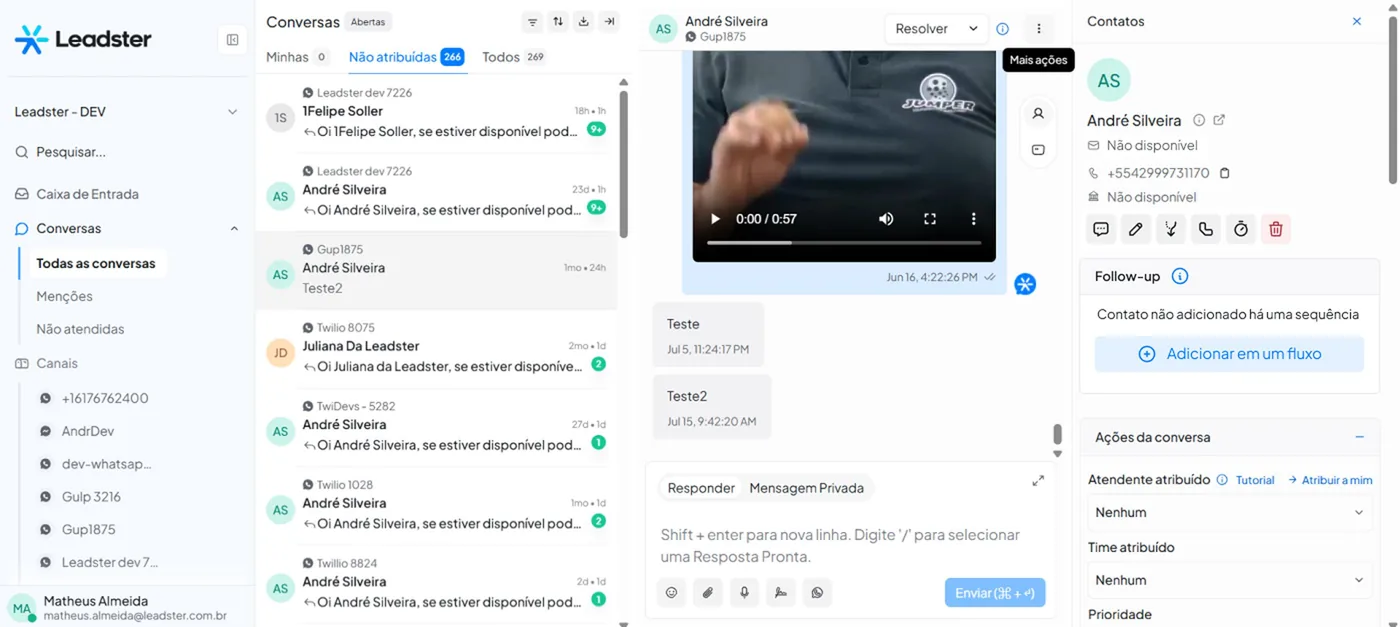 Leadster
Leadster - DEV
Pesquisar...
Caixa de Entrada
Conversas
Todas as conversas
Menções
Não atendidas
Canais
+16176762400
AndrDev
dev-whatsap...
Gulp 3216
Gup1875
Leadster dev 7...
MA
Matheus Almeida
matheus.almeida@leadster.com.br
Conversas
Abertas
Minhas 0
Não atribuídas 266
Todos 269
Leadster dev 7226
1S
1Felipe Soller
18h • 1h
Oi 1Felipe Soller, se estiver disponível pod...
9+
Leadster dev 7226
AS
André Silveira
23d • 1h
Oi André Silveira, se estiver disponível pod...
9+
Gup1875
AS
André Silveira
1mo • 24h
Teste2
Twilio 8075
JD
Juliana Da Leadster
2mo • 1d
Oi Juliana da Leadster, se estiver disponíve...
2
TwiDevs - 5282
AS
André Silveira
27d • 1d
Oi André Silveira, se estiver disponível pod...
1
Twilio 1028
AS
André Silveira
1mo • 1d
Oi André Silveira, se estiver disponível pod...
2
Twillio 8824
AS
André Silveira
2d • 1d
Oi André Silveira, se estiver disponível pod...
1
AS
André Silveira
Gup1875
Resolver
Mais ações
JUMPER
0:00 / 0:57
Jun 16, 4:22:26 PM
Teste
Jul 5, 11:24:17 PM
Teste2
Jul 15, 9:42:20 AM
Responder
Mensagem Privada
Shift + enter para nova linha. Digite '/' para selecionar
uma Resposta Pronta.
Enviar (⌘ + ↵)
Contatos
AS
André Silveira
Não disponível
+5542999731170
Não disponível
Follow-up
Contato não adicionado há uma sequência
Adicionar em um fluxo
Ações da conversa
Atendente atribuído
Tutorial
Atribuir a mim
Nenhum
Time atribuído
Nenhum
Prioridade